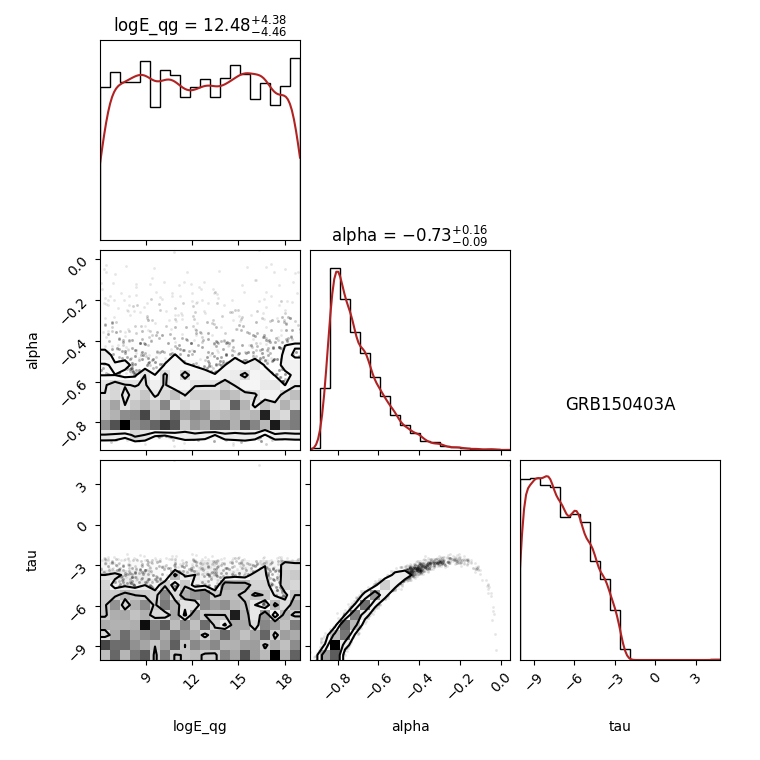 logE_qg = 12.48+4.38−4.46
alpha = −0.73+0.16−0.09
0.0
−0.2
−0.4
−0.6
−0.8
alpha
GRB150403A
3
0
−3
−6
−9
tau
9 12 15 18
−0.8 −0.6 −0.4 −0.2 0.0
−9 −6 −3 0 3
logE_qg alpha tau